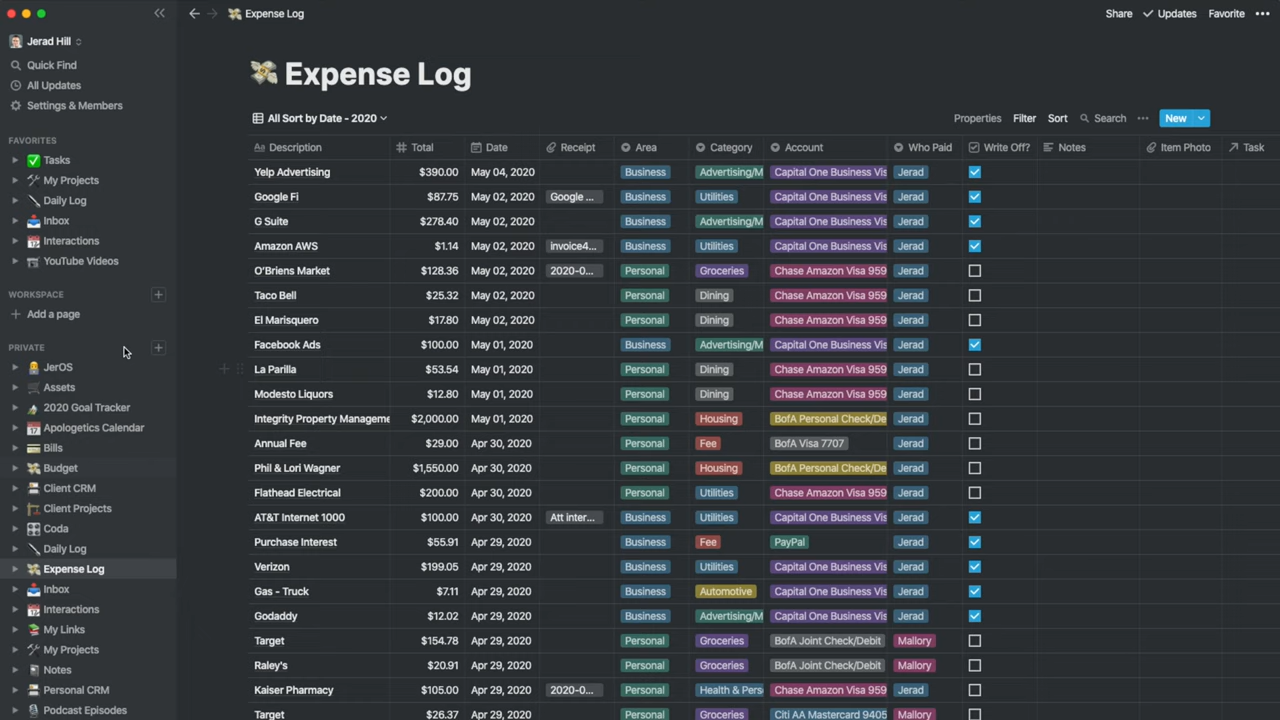 Expense Log
Share
Updates
Favorite
Jerad Hill
Quick Find
All Updates
Settings & Members
FAVORITES
Tasks
My Projects
Daily Log
Inbox
Interactions
YouTube Videos
WORKSPACE
Add a page
PRIVATE
JerOS
Assets
2020 Goal Tracker
Apologetics Calendar
Bills
Budget
Client CRM
Client Projects
Coda
Daily Log
Expense Log
Inbox
Interactions
My Links
My Projects
Notes
Personal CRM
Podcast Episodes
Expense Log
All Sort by Date - 2020
Properties Filter Sort Search New
Description Total Date Receipt Area Category Account Who Paid Write Off? Notes Item Photo Task
Yelp Advertising $390.00 May 04, 2020 Business Advertising/M Capital One Business Vis Jerad
Google Fi $87.75 May 02, 2020 Google ... Business Utilities Capital One Business Vis Jerad
G Suite $278.40 May 02, 2020 Business Advertising/M Capital One Business Vis Jerad
Amazon AWS $1.14 May 02, 2020 invoice4... Business Utilities Capital One Business Vis Jerad
O'Briens Market $128.36 May 02, 2020 2020-0... Personal Groceries Chase Amazon Visa 959 Jerad
Taco Bell $25.32 May 02, 2020 Personal Dining Chase Amazon Visa 959 Jerad
El Marisquero $17.80 May 02, 2020 Personal Dining Chase Amazon Visa 959 Jerad
Facebook Ads $100.00 May 01, 2020 Business Advertising/M Capital One Business Vis Jerad
La Parilla $53.54 May 01, 2020 Personal Dining Chase Amazon Visa 959 Jerad
Modesto Liquors $12.80 May 01, 2020 Personal Dining Chase Amazon Visa 959 Jerad
Integrity Property Manageme $2,000.00 May 01, 2020 Personal Housing BofA Personal Check/De Jerad
Annual Fee $29.00 Apr 30, 2020 Personal Fee BofA Visa 7707 Jerad
Phil & Lori Wagner $1,550.00 Apr 30, 2020 Personal Housing BofA Personal Check/De Jerad
Flathead Electrical $200.00 Apr 30, 2020 Personal Utilities Chase Amazon Visa 959 Jerad
AT&T Internet 1000 $100.00 Apr 30, 2020 Att inter... Business Utilities Capital One Business Vis Jerad
Purchase Interest $55.91 Apr 29, 2020 Business Fee PayPal Jerad
Verizon $199.05 Apr 29, 2020 Business Utilities Capital One Business Vis Jerad
Gas - Truck $7.11 Apr 29, 2020 Business Automotive Capital One Business Vis Jerad
Godaddy $12.02 Apr 29, 2020 Business Advertising/M Capital One Business Vis Jerad
Target $154.78 Apr 29, 2020 Personal Groceries BofA Joint Check/Debit Mallory
Raley's $20.91 Apr 29, 2020 Personal Groceries BofA Joint Check/Debit Mallory
Kaiser Pharmacy $105.00 Apr 29, 2020 2020-0... Personal Health & Pers Chase Amazon Visa 959 Jerad
Target $26.37 Apr 29, 2020 Personal Groceries Citi AA Mastercard 9405 Mallory